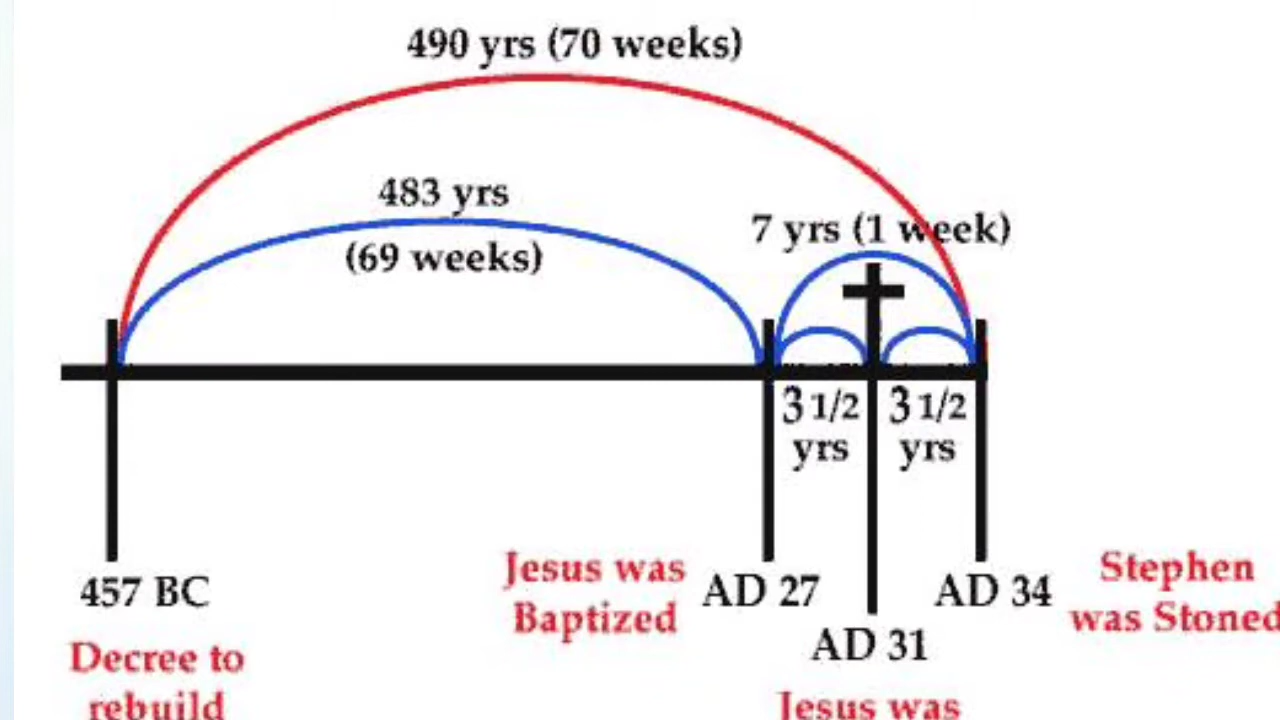 490 yrs (70 weeks)
483 yrs
(69 weeks)
7 yrs (1 week)
3 1/2
yrs
3 1/2
yrs
457 BC
Decree to
rebuild
Jesus was
Baptized
AD 27
AD 31
Jesus was
AD 34
Stephen
was Stoned